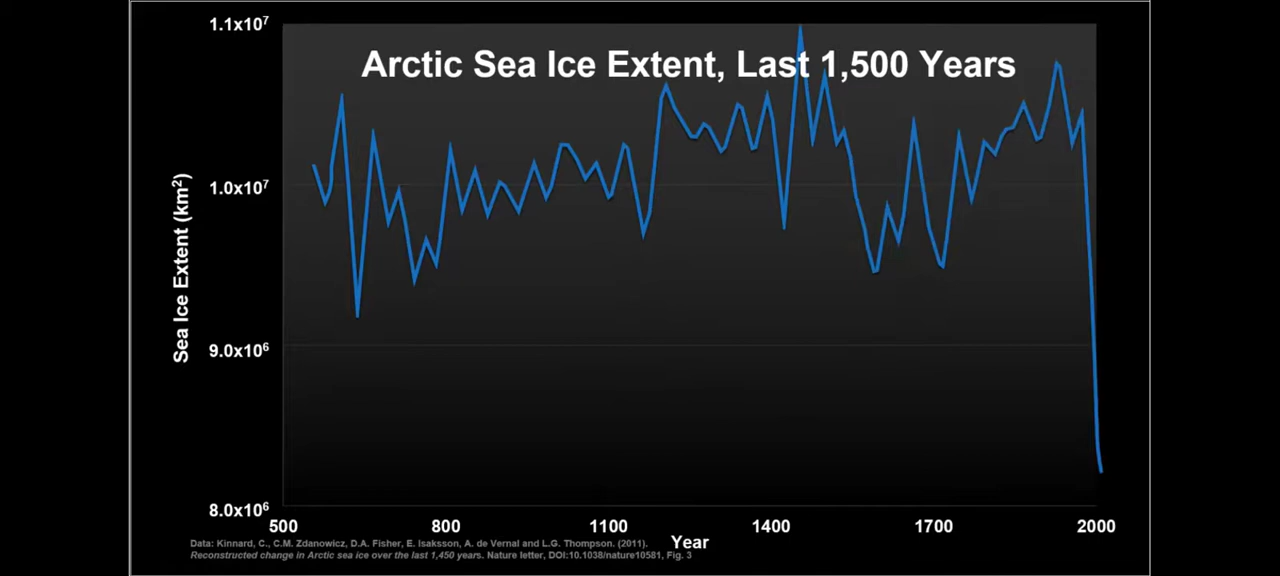 Arctic Sea Ice Extent, Last 1,500 Years
Sea Ice Extent (km²)
1.1x10⁷
1.0x10⁷
9.0x10⁶
8.0x10⁶
500 800 1100 1400 1700 2000
Year
Data: Kinnard, C., C.M. Zdanowicz, D.A. Fisher, E. Isaksson, A. de Vernal and L.G. Thompson. (2011).
Reconstructed change in Arctic sea ice over the last 1,450 years. Nature letter, DOI:10.1038/nature10581, Fig. 3